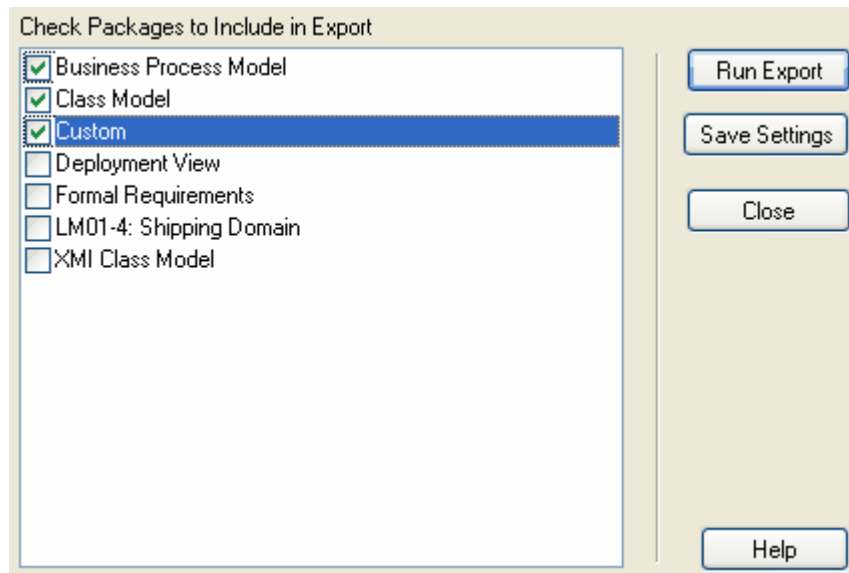 Check Packages to Include in Export
Business Process Model
Class Model
Custom
Deployment View
Formal Requirements
LM01-4: Shipping Domain
XMI Class Model
Run Export
Save Settings
Close
Help